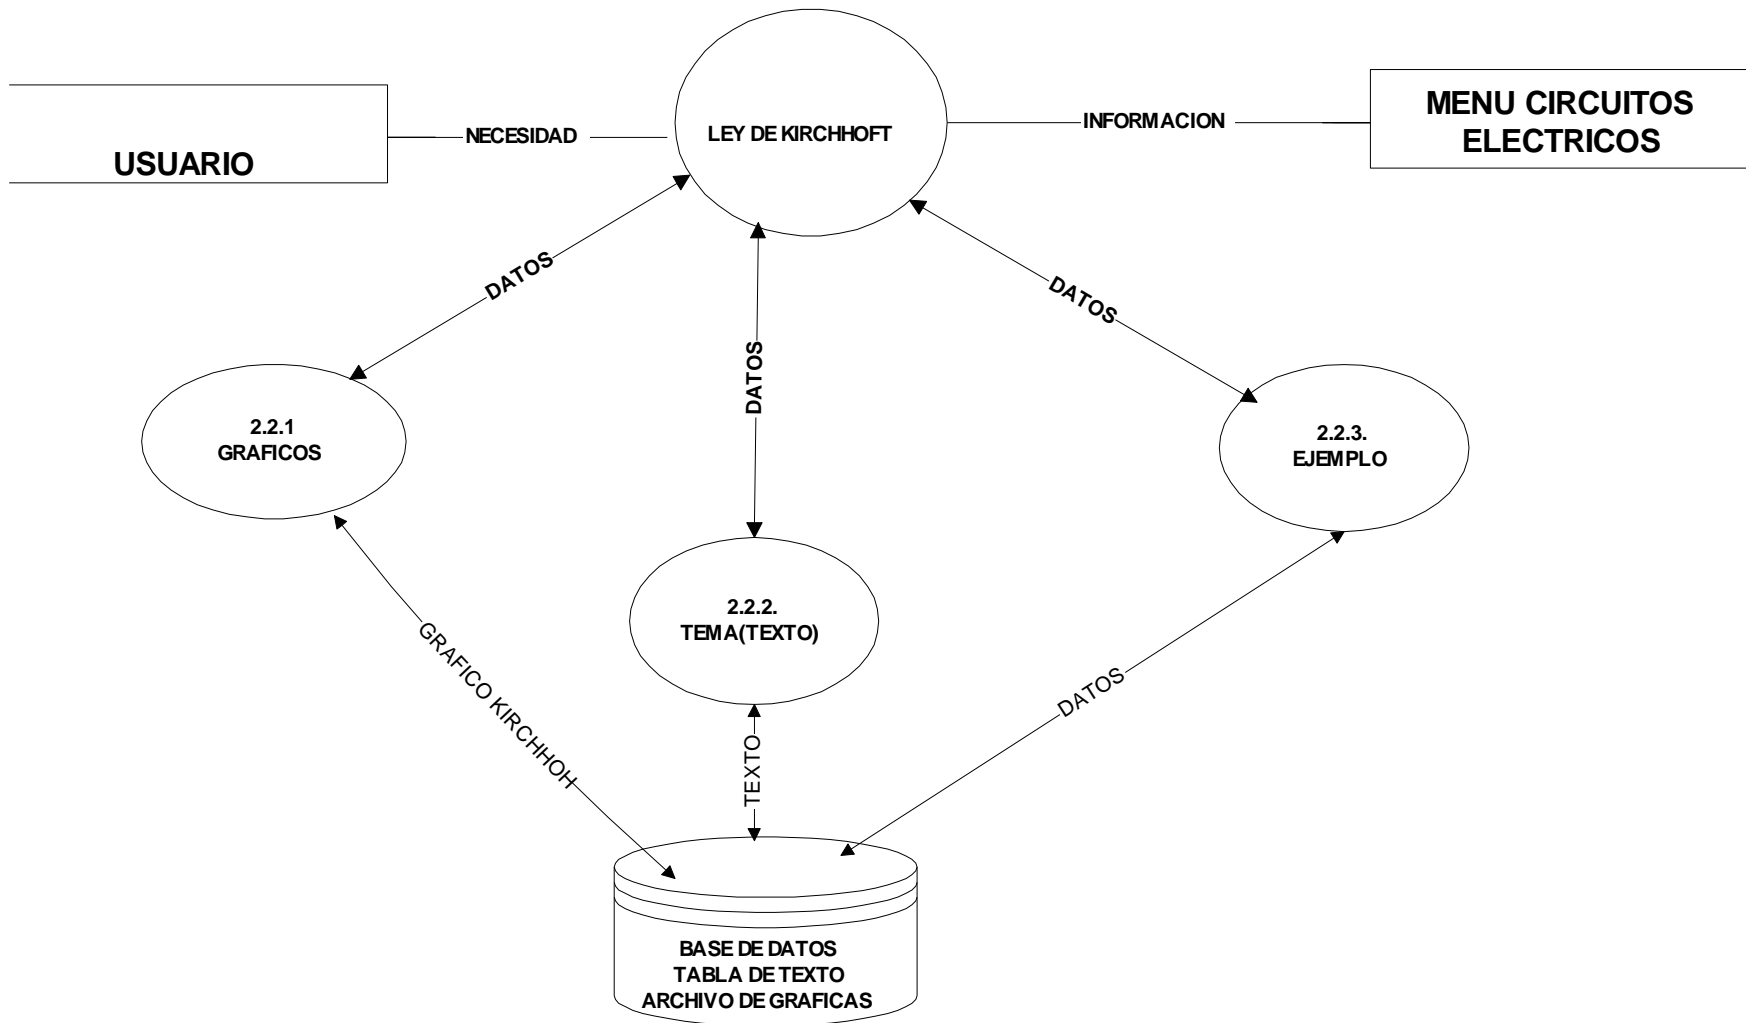 USUARIO
NECESIDAD
LEY DE KIRCHHOFT
INFORMACION
MENU CIRCUITOS
ELECTRICOS
DATOS
DATOS
DATOS
2.2.1
GRAFICOS
2.2.2.
TEMA(TEXTO)
2.2.3.
EJEMPLO
GRAFICO KIRCHHOH
TEXTO
DATOS
BASE DE DATOS
TABLA DE TEXTO
ARCHIVO DE GRAFICAS